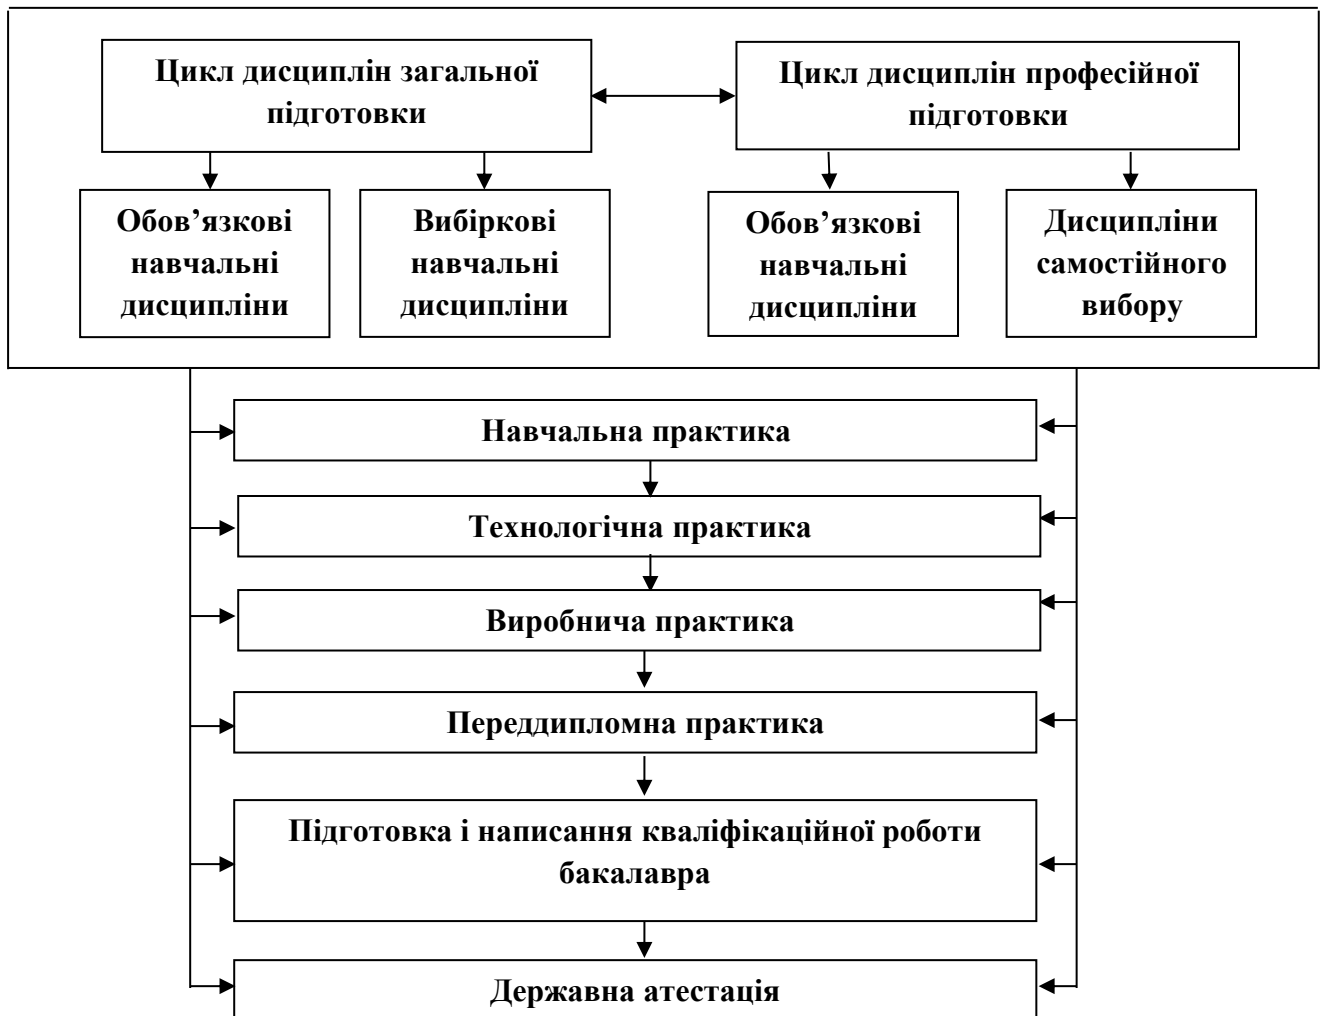 Цикл дисциплін загальної
підготовки
Цикл дисциплін професійної
підготовки
Обов’язкові
навчальні
дисципліни
Вибіркові
навчальні
дисципліни
Обов’язкові
навчальні
дисципліни
Дисципліни
самостійного
вибору
Навчальна практика
Технологічна практика
Виробнича практика
Переддипломна практика
Підготовка і написання кваліфікаційної роботи
бакалавра
Державна атестація